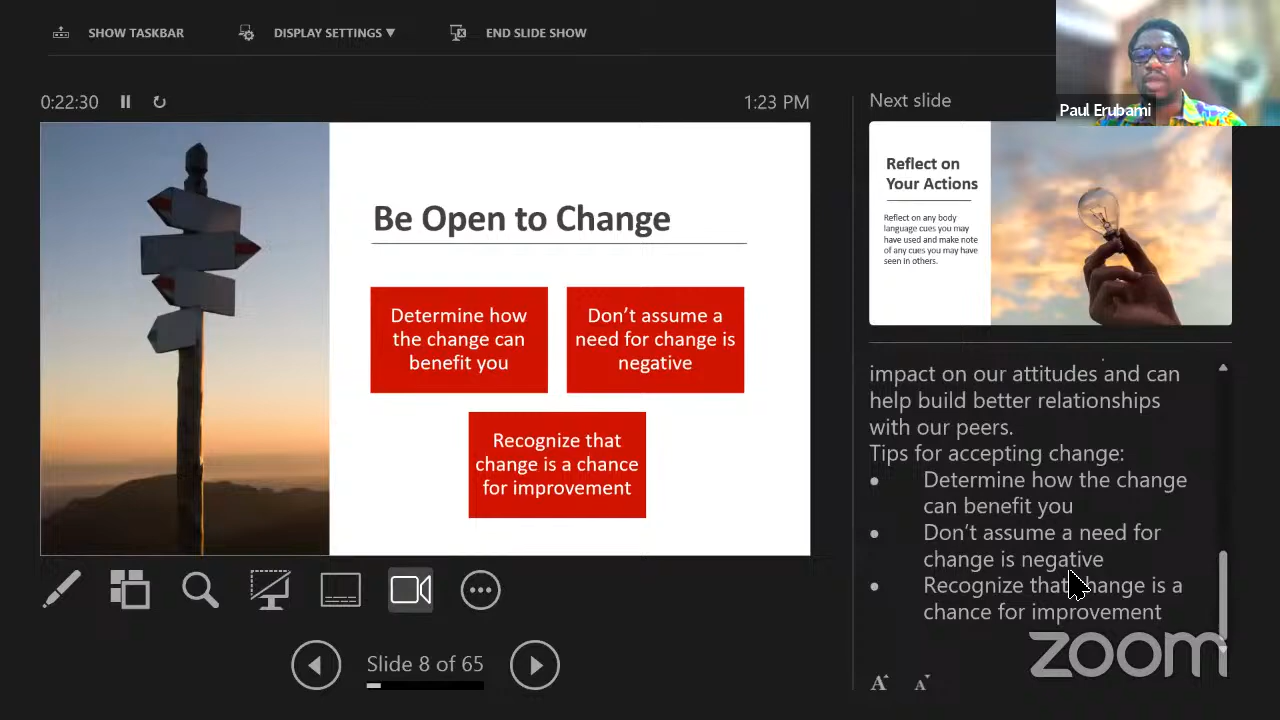 SHOW TASKBAR
DISPLAY SETTINGS ▼
END SLIDE SHOW
0:22:30
1:23 PM
Be Open to Change
Determine how
the change can
benefit you
Don't assume a
need for change is
negative
Recognize that
change is a chance
for improvement
Slide 8 of 65
Next slide
Paul Erubami
Reflect on
Your Actions
Reflect on any body
language cues you may
have used and make note
of any cues you may have
seen in others.
impact on our attitudes and can
help build better relationships
with our peers.
Tips for accepting change:
• Determine how the change
can benefit you
• Don't assume a need for
change is negative
• Recognize that change is a
chance for improvement
zoom
A A